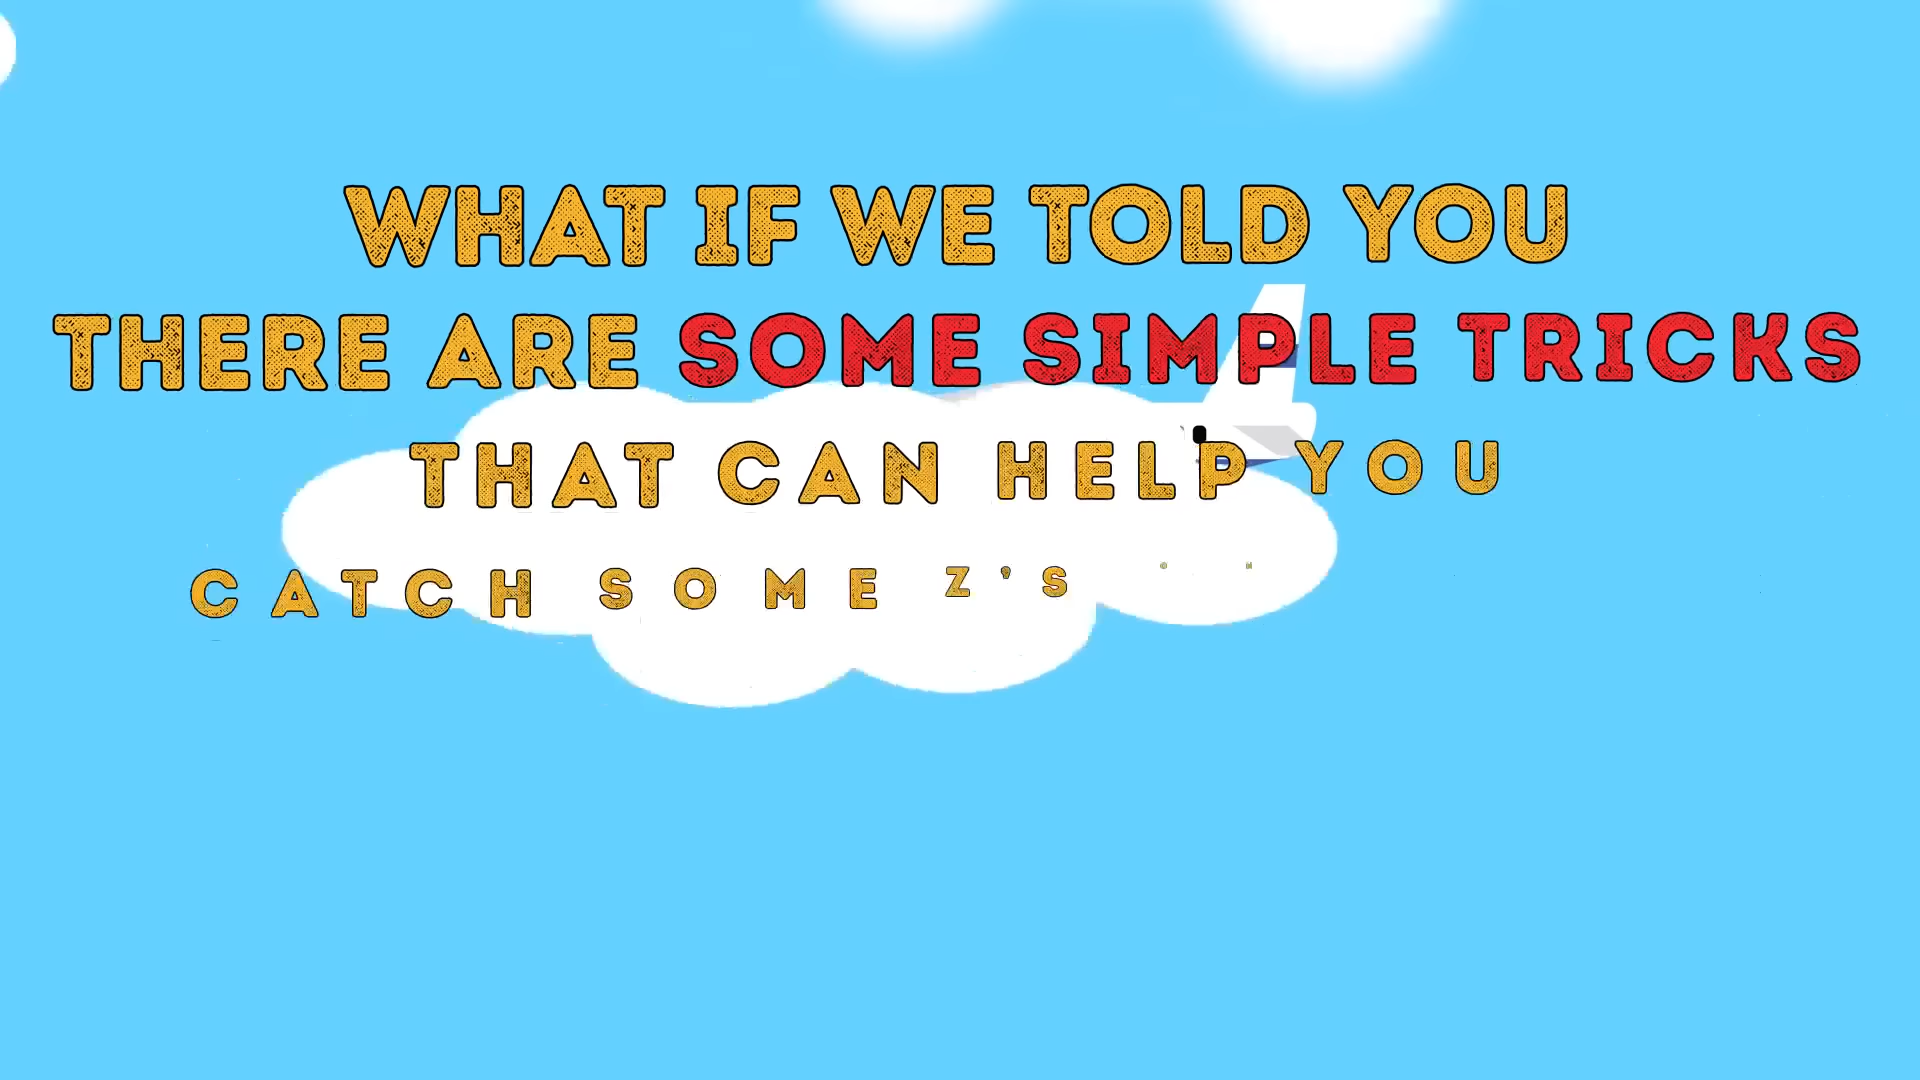 WHAT IF WE TOLD YOU
THERE ARE SOME SIMPLE TRICKS
THAT CAN HELP YOU
CATCH SOME Z'S